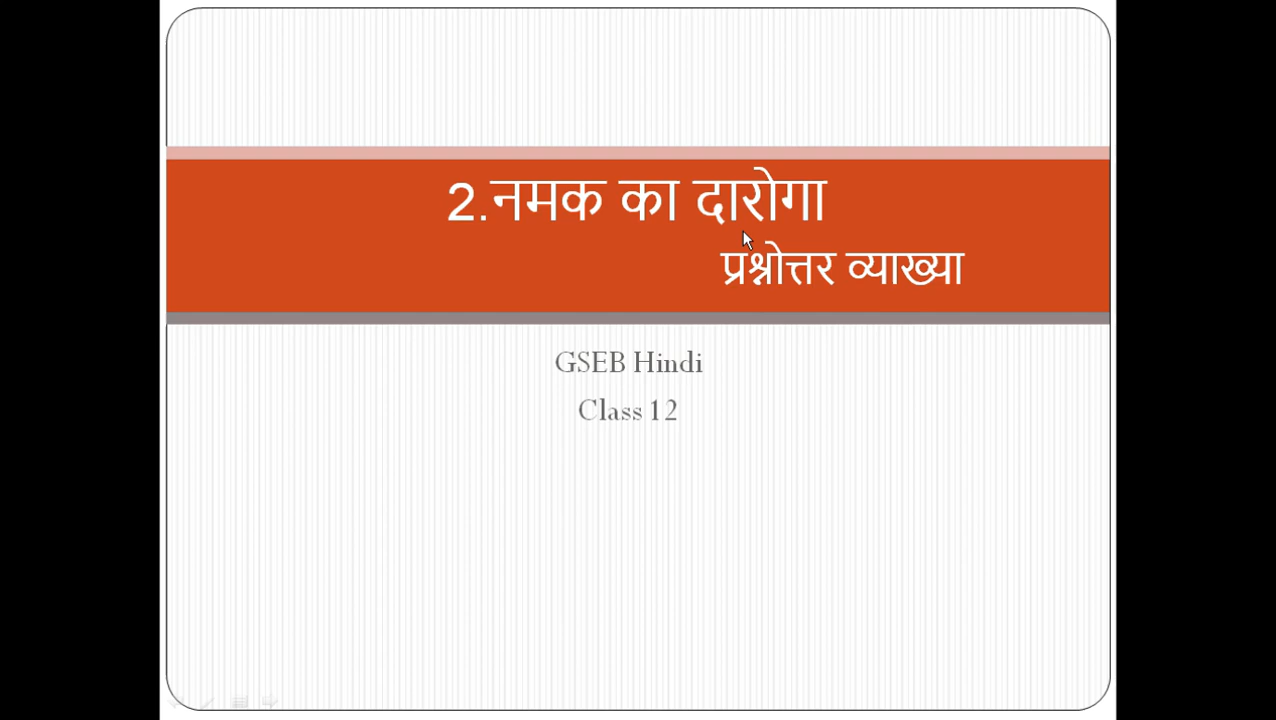 2.नमक का दारोगा
प्रश्नोत्तर व्याख्या
GSEB Hindi
Class 12